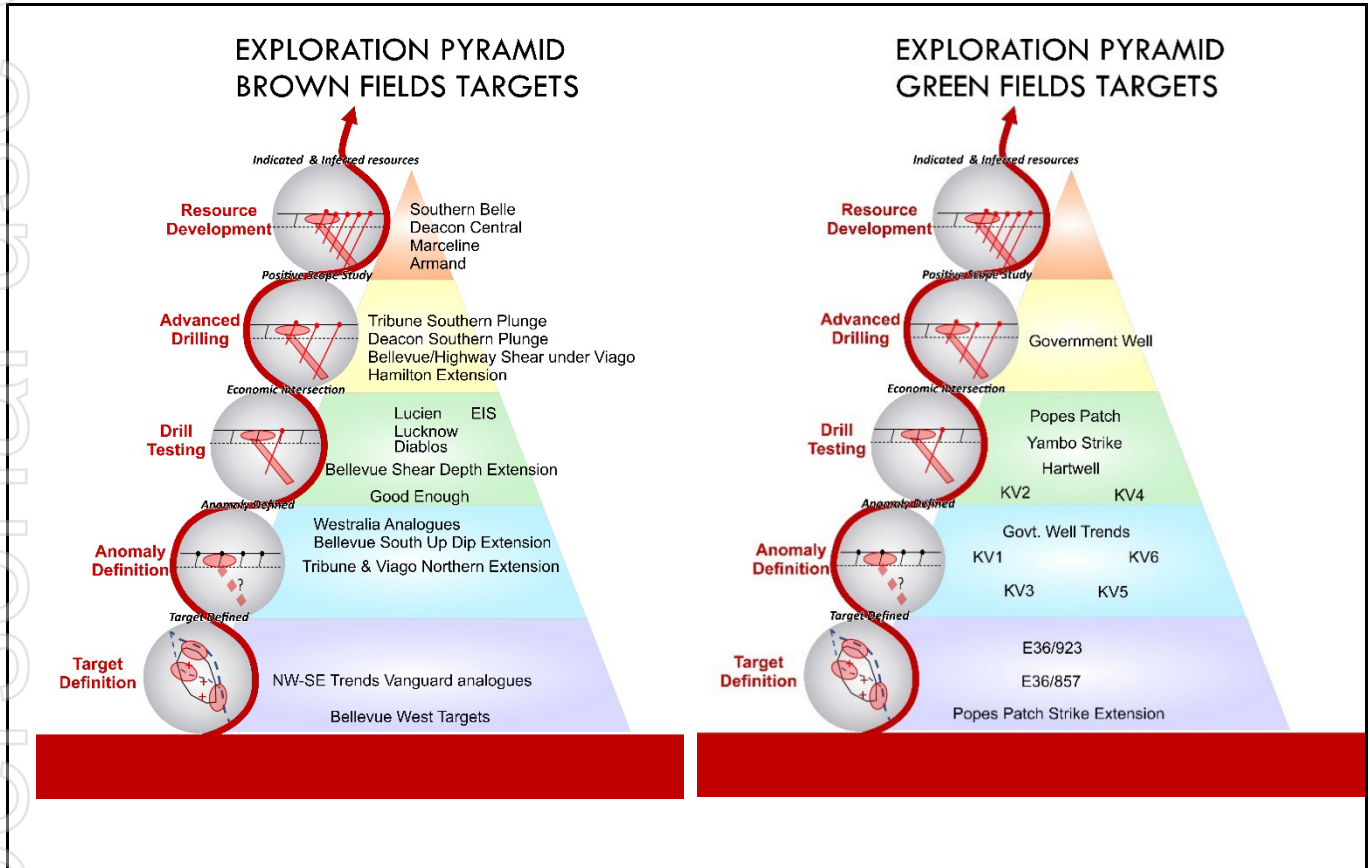 EXPLORATION PYRAMID
BROWN FIELDS TARGETS
Indicated & Inferred resources
Resource
Development
Southern Belle
Deacon Central
Marceline
Armand
Positive Scope Study
Advanced
Drilling
Tribune Southern Plunge
Deacon Southern Plunge
Bellevue/Highway Shear under Viago
Hamilton Extension
Economic Intersection
Drill
Testing
Lucien EIS
Lucknow
Diablos
Bellevue Shear Depth Extension
Good Enough
Anomaly Defined
Anomaly
Definition
?
Westralia Analogues
Bellevue South Up Dip Extension
Tribune & Viago Northern Extension
Target Defined
Target
Definition
NW-SE Trends Vanguard analogues
Bellevue West Targets
EXPLORATION PYRAMID
GREEN FIELDS TARGETS
Indicated & Inferred resources
Resource
Development
Positive Scope Study
Advanced
Drilling
Government Well
Economic Intersection
Drill
Testing
Popes Patch
Yambo Strike
Hartwell
KV2 KV4
Anomaly Defined
Anomaly
Definition
?
Govt. Well Trends
KV1 KV6
KV3 KV5
Target Defined
Target
Definition
E36/923
E36/857
Popes Patch Strike Extension